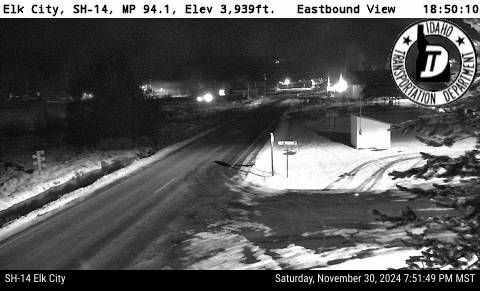 Elk City, SH-14, MP 94.1, Elev 3,939ft. Eastbound View 18:50:10
IDAHO
TRANSPORTATION DEPARTMENT
SH-14 Elk City Saturday, November 30, 2024 7:51:49 PM MST